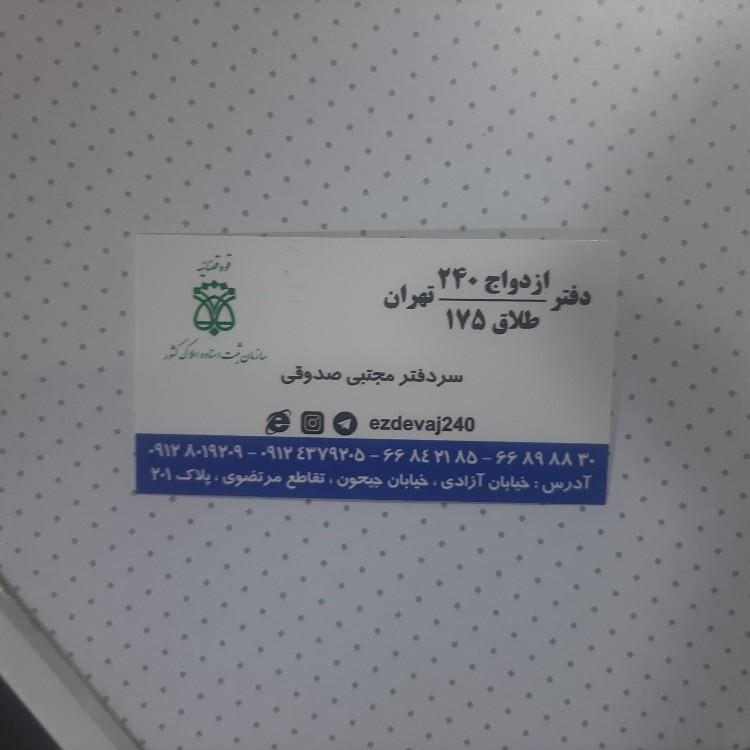 قوه قضائیه
سازمان ثبت اسناد و املاک کشور
دفتر ازدواج ۲۴۰ تهران
طلاق ۱۷۵
سردفتر مجتبی صدوقی
ezdevaj240
۶۶ ۸۹ ۸۸ ۳۰ - ۶۶ ۸۴ ۲۱ ۸۵ - ۰۹۱۲ ۴۳۷۹۲۰۵ - ۰۹۱۲ ۸۰۱۹۲۰۹
آدرس : خیابان آزادی ، خیابان جیحون ، تقاطع مرتضوی ، پلاک ۲۰۱